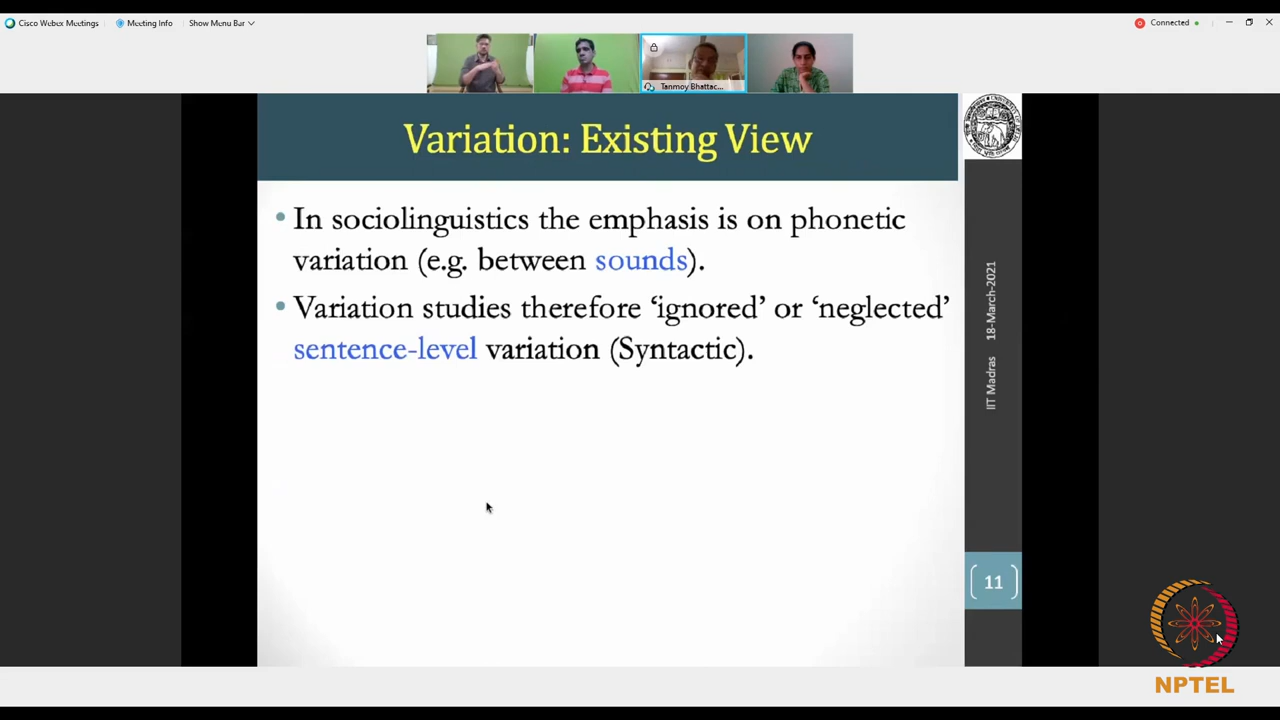 Cisco Webex Meetings
Meeting Info
Show Menu Bar
Connected
Tanmoy Bhattac...
Variation: Existing View
• In sociolinguistics the emphasis is on phonetic
variation (e.g. between sounds).
• Variation studies therefore ‘ignored’ or ‘neglected’
sentence-level variation (Syntactic).
IIT Madras 18-March-2021
11
NPTEL